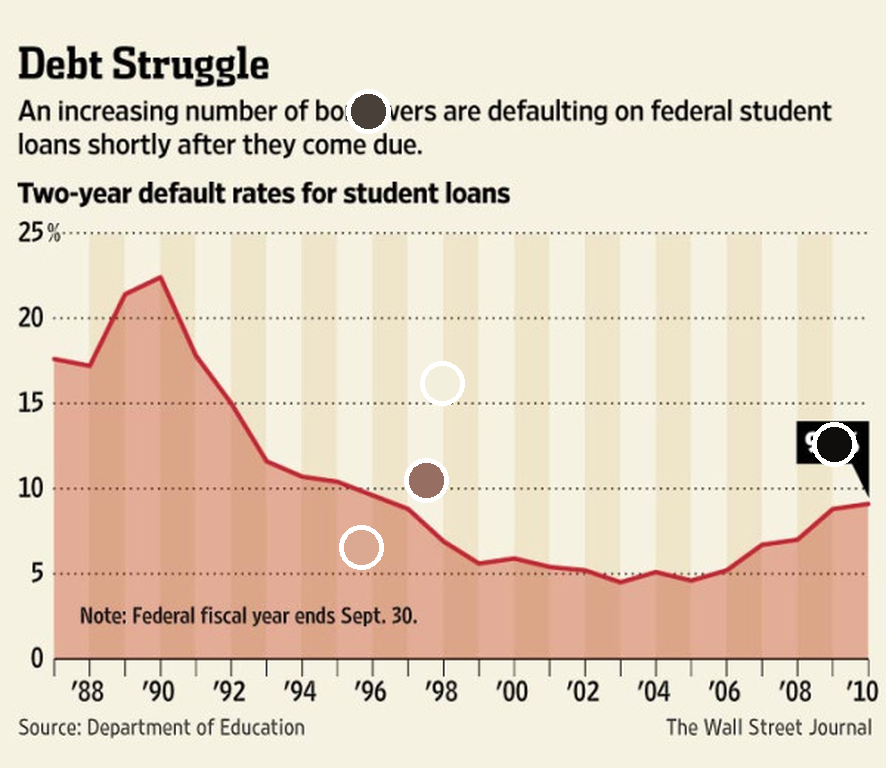 Debt Struggle
An increasing number of are defaulting on federal student
loans shortly after they come due.
Two-year default rates for student loans
25%
20
15
10
5
0
Note: Federal fiscal year ends Sept. 30.
'88 '90 '92 '94 '96 '98 '00 '02 '04 '06 '08 '10
Source: Department of Education The Wall Street Journal